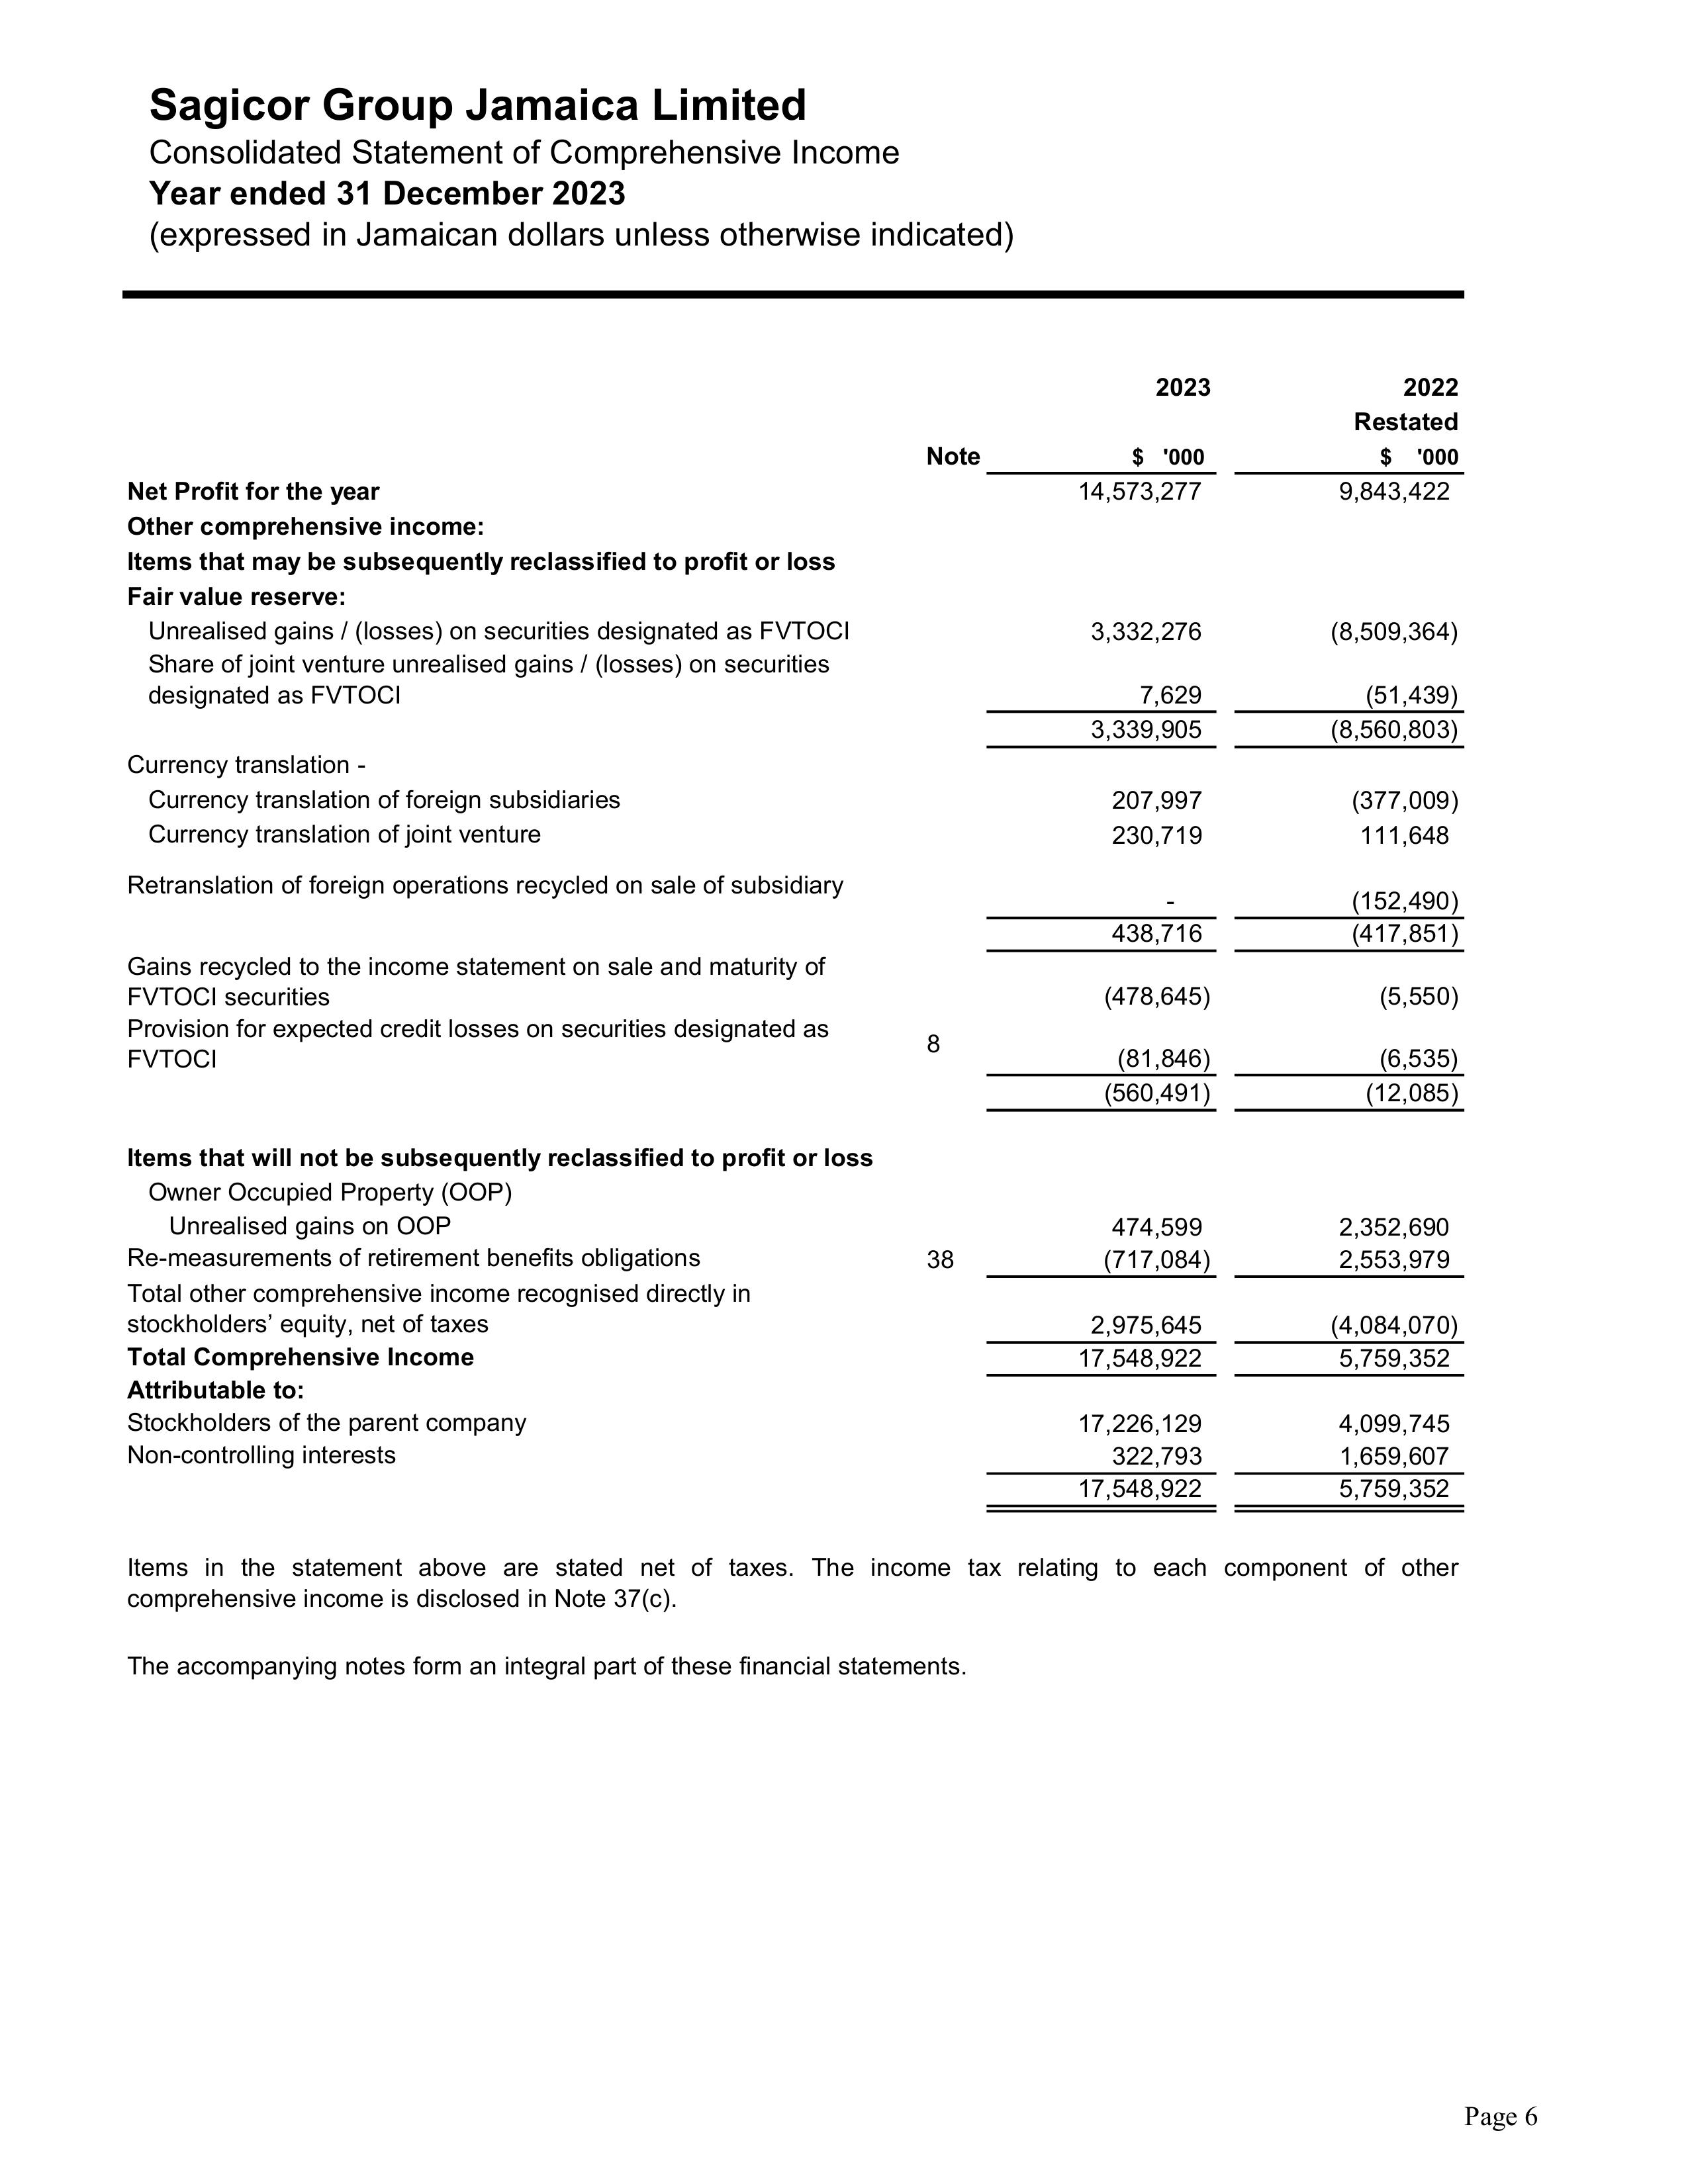 Sagicor Group Jamaica Limited
Consolidated Statement of Comprehensive Income
Year ended 31 December 2023
(expressed in Jamaican dollars unless otherwise indicated)
2023 2022
Restated
Note $ '000 $ '000
Net Profit for the year 14,573,277 9,843,422
Other comprehensive income:
Items that may be subsequently reclassified to profit or loss
Fair value reserve:
Unrealised gains / (losses) on securities designated as FVTOCI 3,332,276 (8,509,364)
Share of joint venture unrealised gains / (losses) on securities
designated as FVTOCI 7,629 (51,439)
3,339,905 (8,560,803)
Currency translation -
Currency translation of foreign subsidiaries 207,997 (377,009)
Currency translation of joint venture 230,719 111,648
Retranslation of foreign operations recycled on sale of subsidiary - (152,490)
438,716 (417,851)
Gains recycled to the income statement on sale and maturity of
FVTOCI securities (478,645) (5,550)
Provision for expected credit losses on securities designated as
FVTOCI 8 (81,846) (6,535)
(560,491) (12,085)
Items that will not be subsequently reclassified to profit or loss
Owner Occupied Property (OOP)
Unrealised gains on OOP 474,599 2,352,690
Re-measurements of retirement benefits obligations 38 (717,084) 2,553,979
Total other comprehensive income recognised directly in
stockholders’ equity, net of taxes 2,975,645 (4,084,070)
Total Comprehensive Income 17,548,922 5,759,352
Attributable to:
Stockholders of the parent company 17,226,129 4,099,745
Non-controlling interests 322,793 1,659,607
17,548,922 5,759,352
Items in the statement above are stated net of taxes. The income tax relating to each component of other
comprehensive income is disclosed in Note 37(c).
The accompanying notes form an integral part of these financial statements.
Page 6